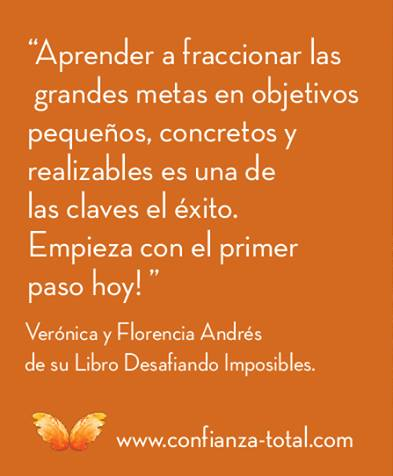 “Aprender a fraccionar las
grandes metas en objetivos
pequeños, concretos y
realizables es una de
las claves el éxito.
Empieza con el primer
paso hoy! ”
Verónica y Florencia Andrés
de su Libro Desafiando Imposibles.
www.confianza-total.com